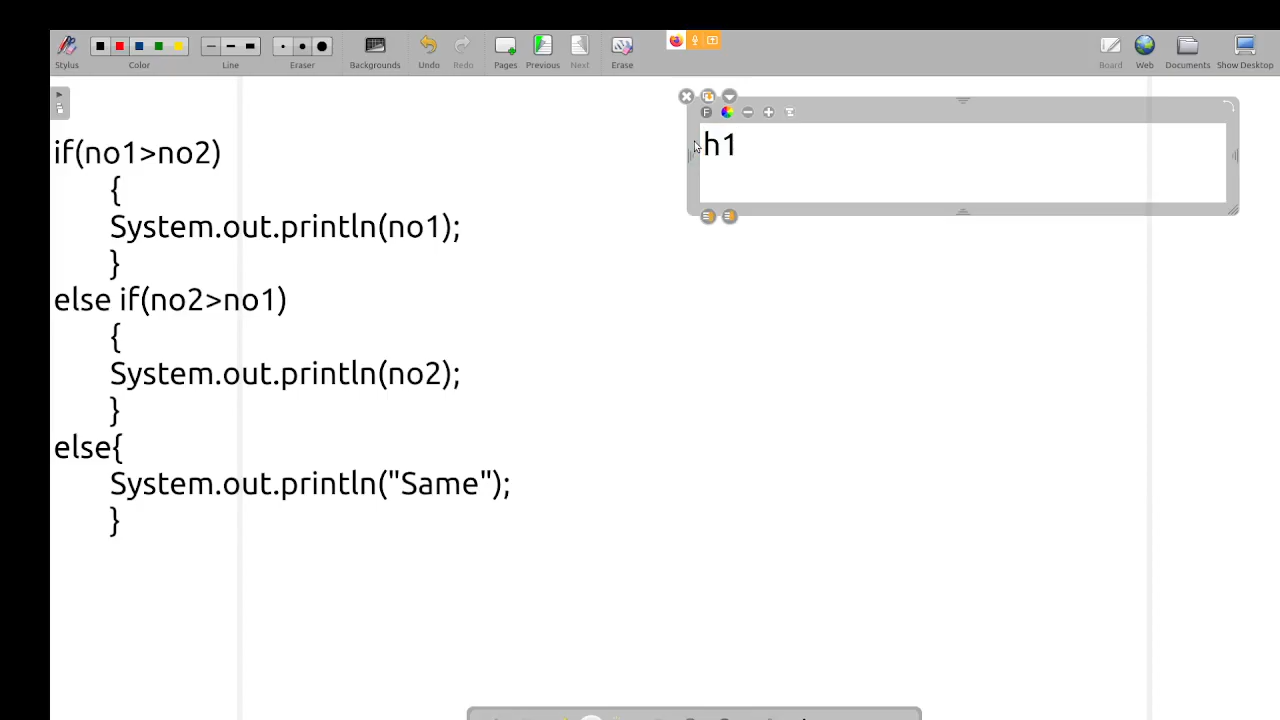 Stylus
Color
Line
Eraser
Backgrounds
Undo
Redo
Pages
Previous
Next
Erase
Board
Web
Documents
Show Desktop
if(no1>no2)
{
System.out.println(no1);
}
else if(no2>no1)
{
System.out.println(no2);
}
else{
System.out.println("Same");
}
F
h1